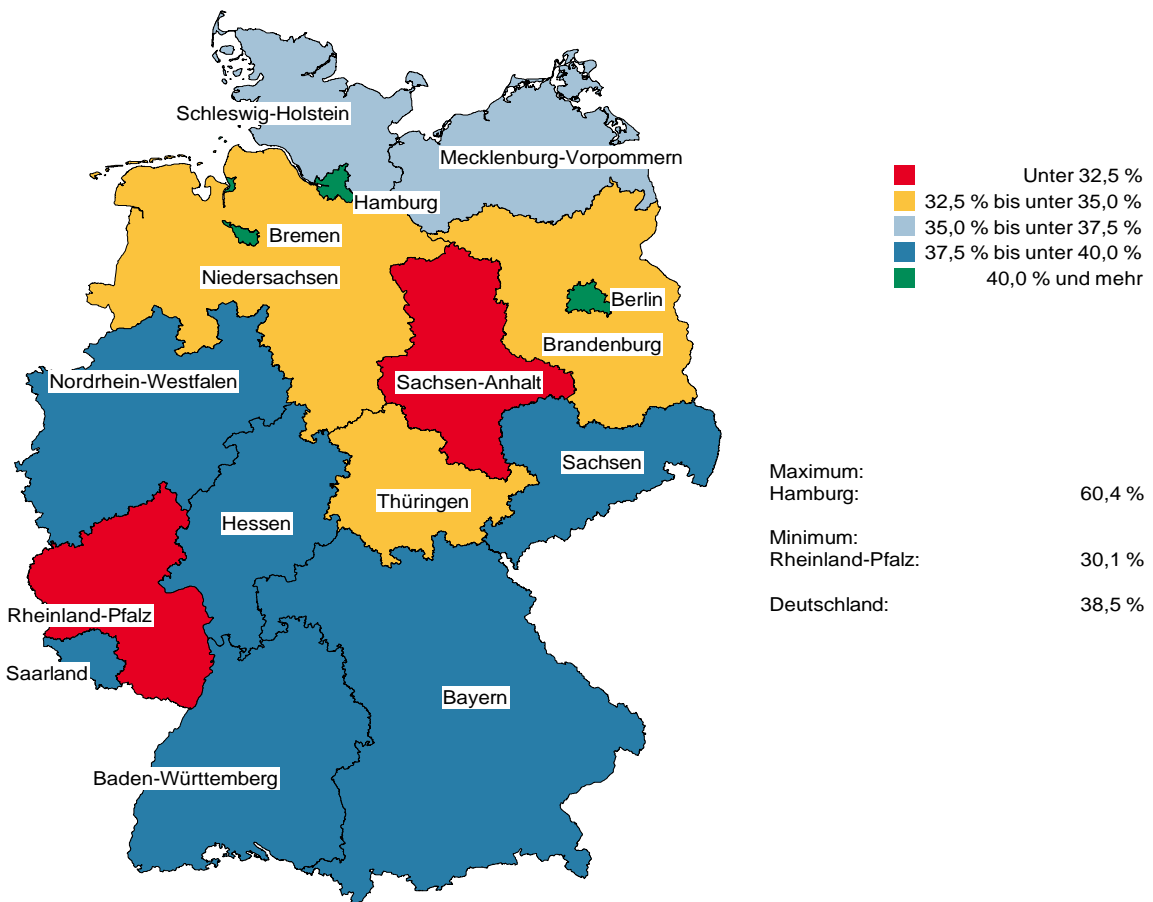 Schleswig-Holstein
Mecklenburg-Vorpommern
Hamburg
Bremen
Niedersachsen
Berlin
Brandenburg
Nordrhein-Westfalen
Sachsen-Anhalt
Sachsen
Thüringen
Hessen
Rheinland-Pfalz
Saarland
Bayern
Baden-Württemberg
Unter 32,5 %
32,5 % bis unter 35,0 %
35,0 % bis unter 37,5 %
37,5 % bis unter 40,0 %
40,0 % und mehr
Maximum:
Hamburg: 60,4 %
Minimum:
Rheinland-Pfalz: 30,1 %
Deutschland: 38,5 %